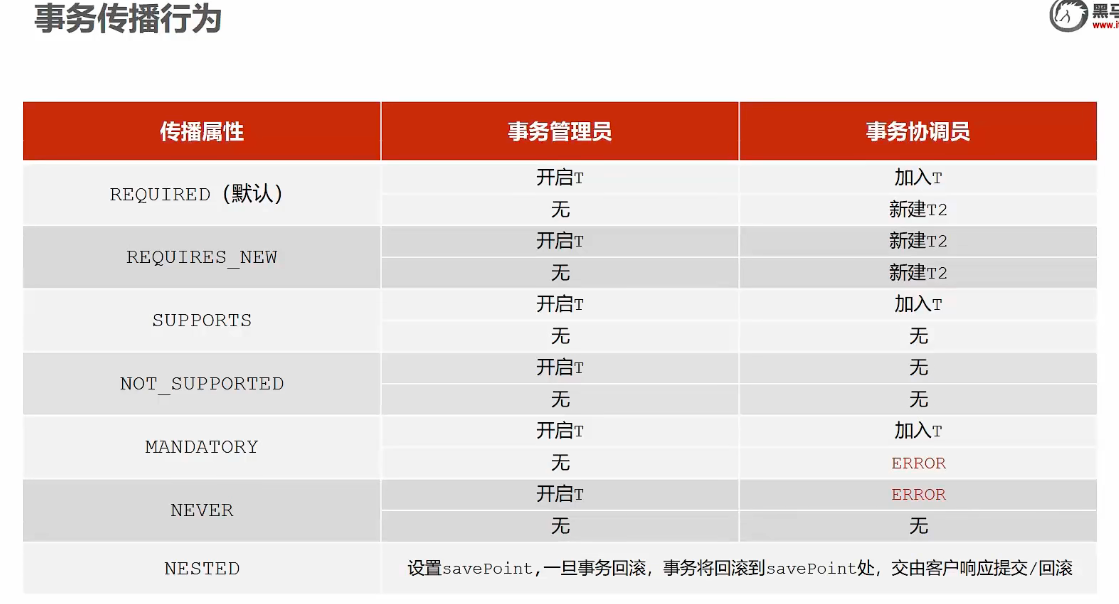 事务传播行为
黑马
www.it
传播属性 事务管理员 事务协调员
REQUIRED（默认） 开启T 加入T
无 新建T2
REQUIRES_NEW 开启T 新建T2
无 新建T2
SUPPORTS 开启T 加入T
无 无
NOT_SUPPORTED 开启T 无
无 无
MANDATORY 开启T 加入T
无 ERROR
NEVER 开启T ERROR
无 无
NESTED 设置savePoint,一旦事务回滚，事务将回滚到savePoint处，交由客户响应提交/回滚